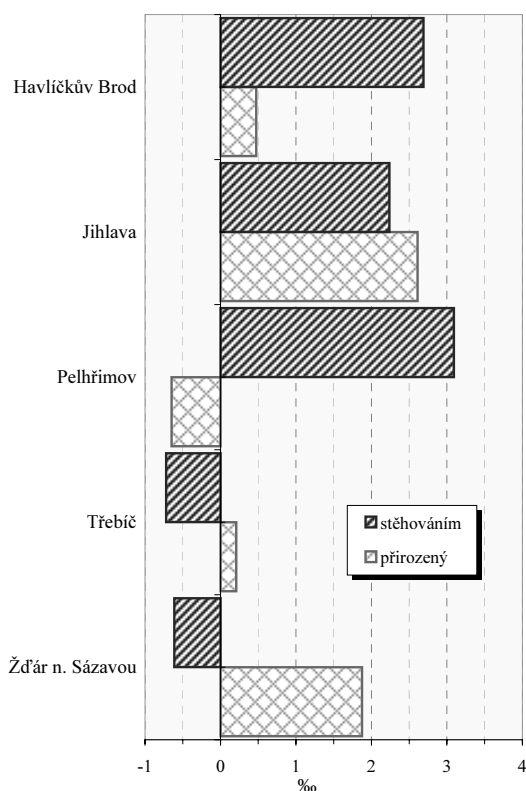 Havlíčkův Brod
Jihlava
Pelhřimov
Třebíč
Žďár n. Sázavou
stěhováním
přirozený
-1 0 1 2 3 4
‰